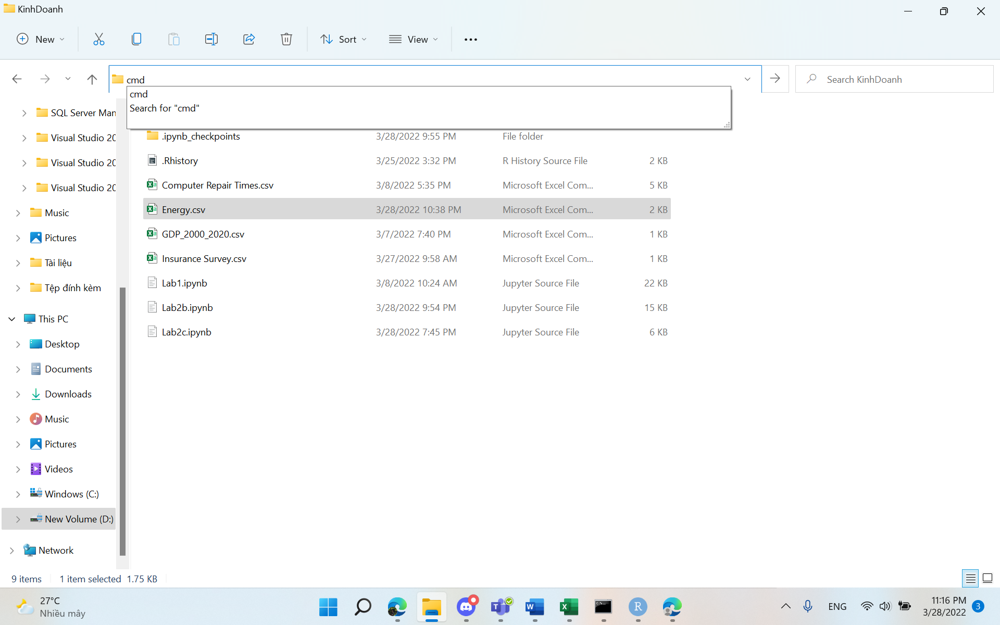 KinhDoanh
New
Sort
View
cmd
Search KinhDoanh
cmd
Search for "cmd"
SQL Server Man
Visual Studio 20
Visual Studio 20
Visual Studio 20
Music
Pictures
Tài liệu
Tệp đính kèm
This PC
Desktop
Documents
Downloads
Music
Pictures
Videos
Windows (C:)
New Volume (D:)
Network
.ipynb_checkpoints 3/28/2022 9:55 PM File folder
.Rhistory 3/25/2022 3:32 PM R History Source File 2 KB
Computer Repair Times.csv 3/8/2022 5:35 PM Microsoft Excel Com... 5 KB
Energy.csv 3/28/2022 10:38 PM Microsoft Excel Com... 2 KB
GDP_2000_2020.csv 3/7/2022 7:40 PM Microsoft Excel Com... 1 KB
Insurance Survey.csv 3/27/2022 9:58 AM Microsoft Excel Com... 1 KB
Lab1.ipynb 3/8/2022 10:24 AM Jupyter Source File 22 KB
Lab2b.ipynb 3/28/2022 9:54 PM Jupyter Source File 15 KB
Lab2c.ipynb 3/28/2022 7:45 PM Jupyter Source File 6 KB
9 items 1 item selected 1.75 KB
27°C
Nhiều mây
ENG
11:16 PM
3/28/2022
3